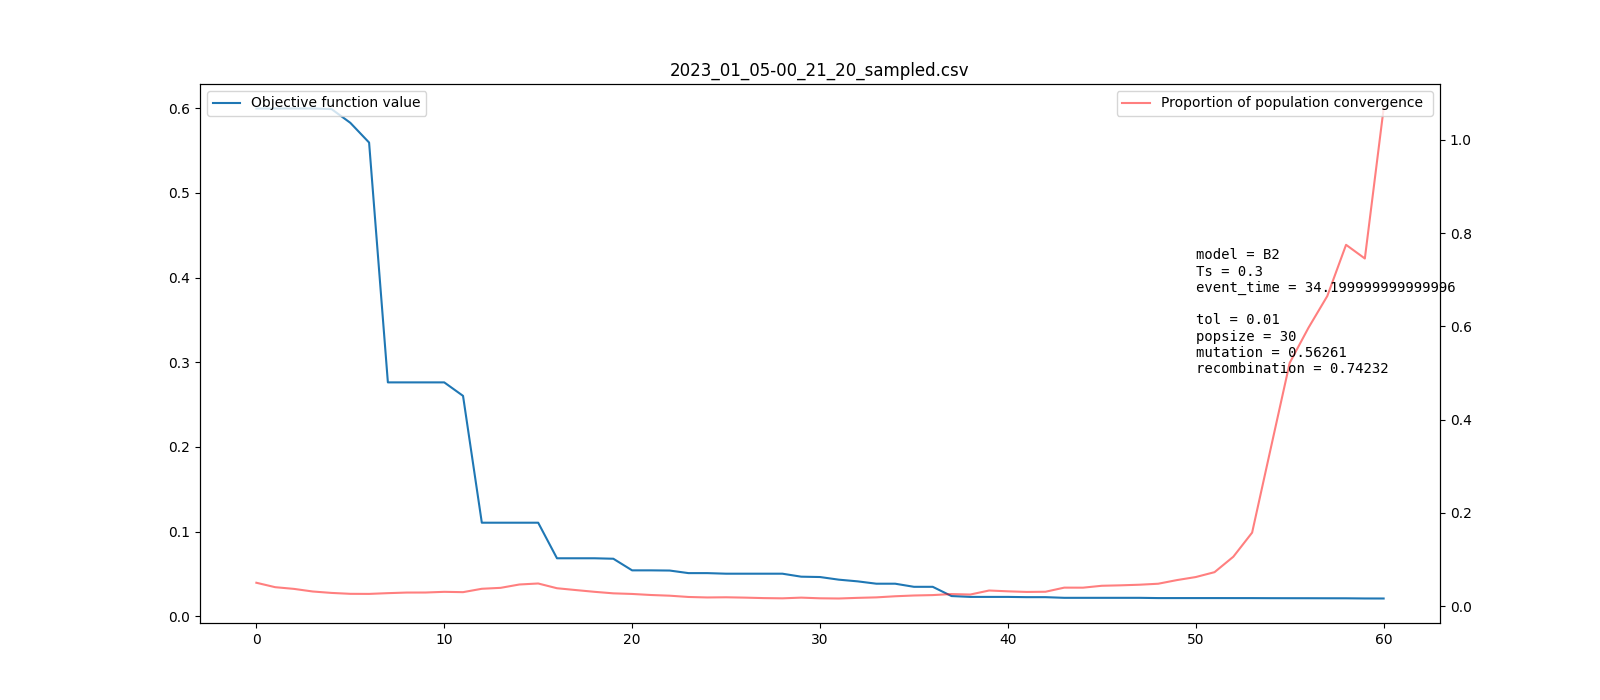 2023_01_05-00_21_20_sampled.csv
Objective function value
Proportion of population convergence
0.6
0.5
0.4
0.3
0.2
0.1
0.0
1.0
0.8
0.6
0.4
0.2
0.0
model = B2
Ts = 0.3
event_time = 34.199999999999996
tol = 0.01
popsize = 30
mutation = 0.56261
recombination = 0.74232
0 10 20 30 40 50 60